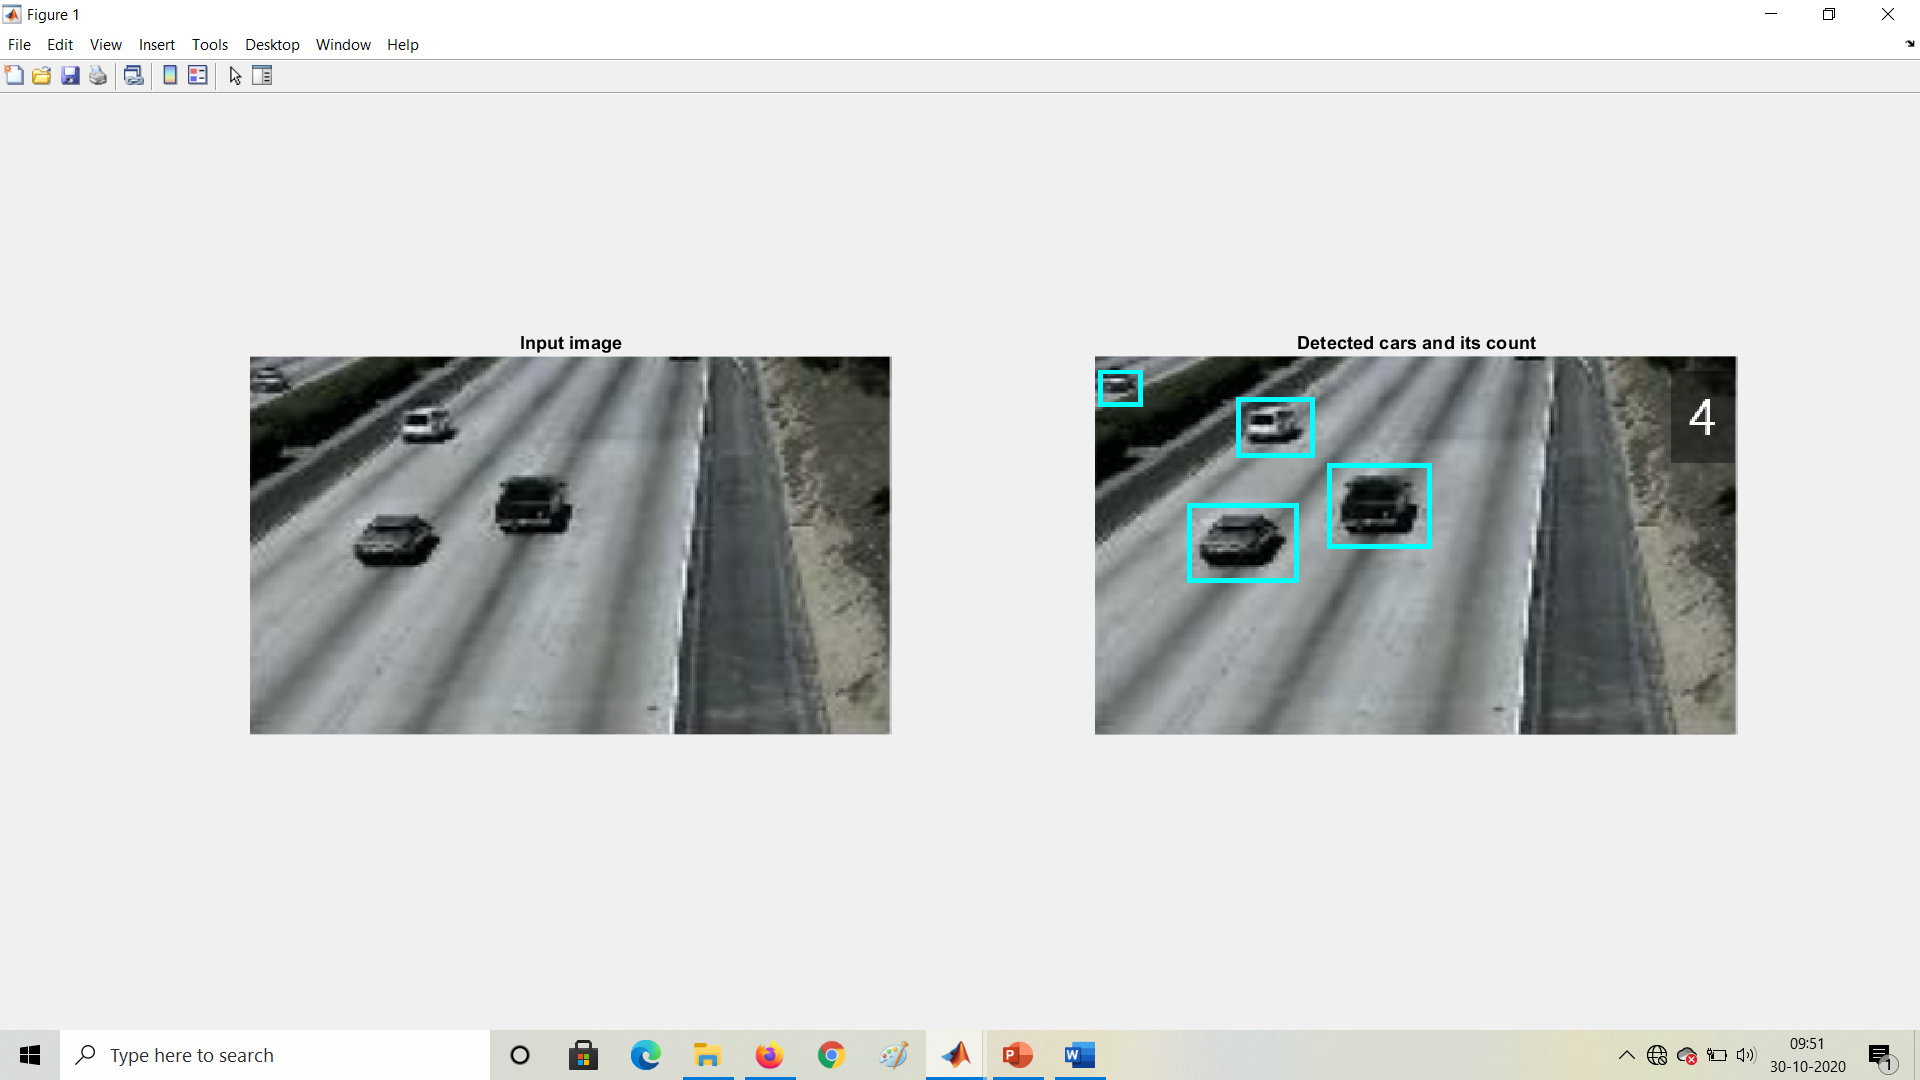 Figure 1
File Edit View Insert Tools Desktop Window Help
Input image
Detected cars and its count
4
Type here to search
P
W
09:51
30-10-2020
1